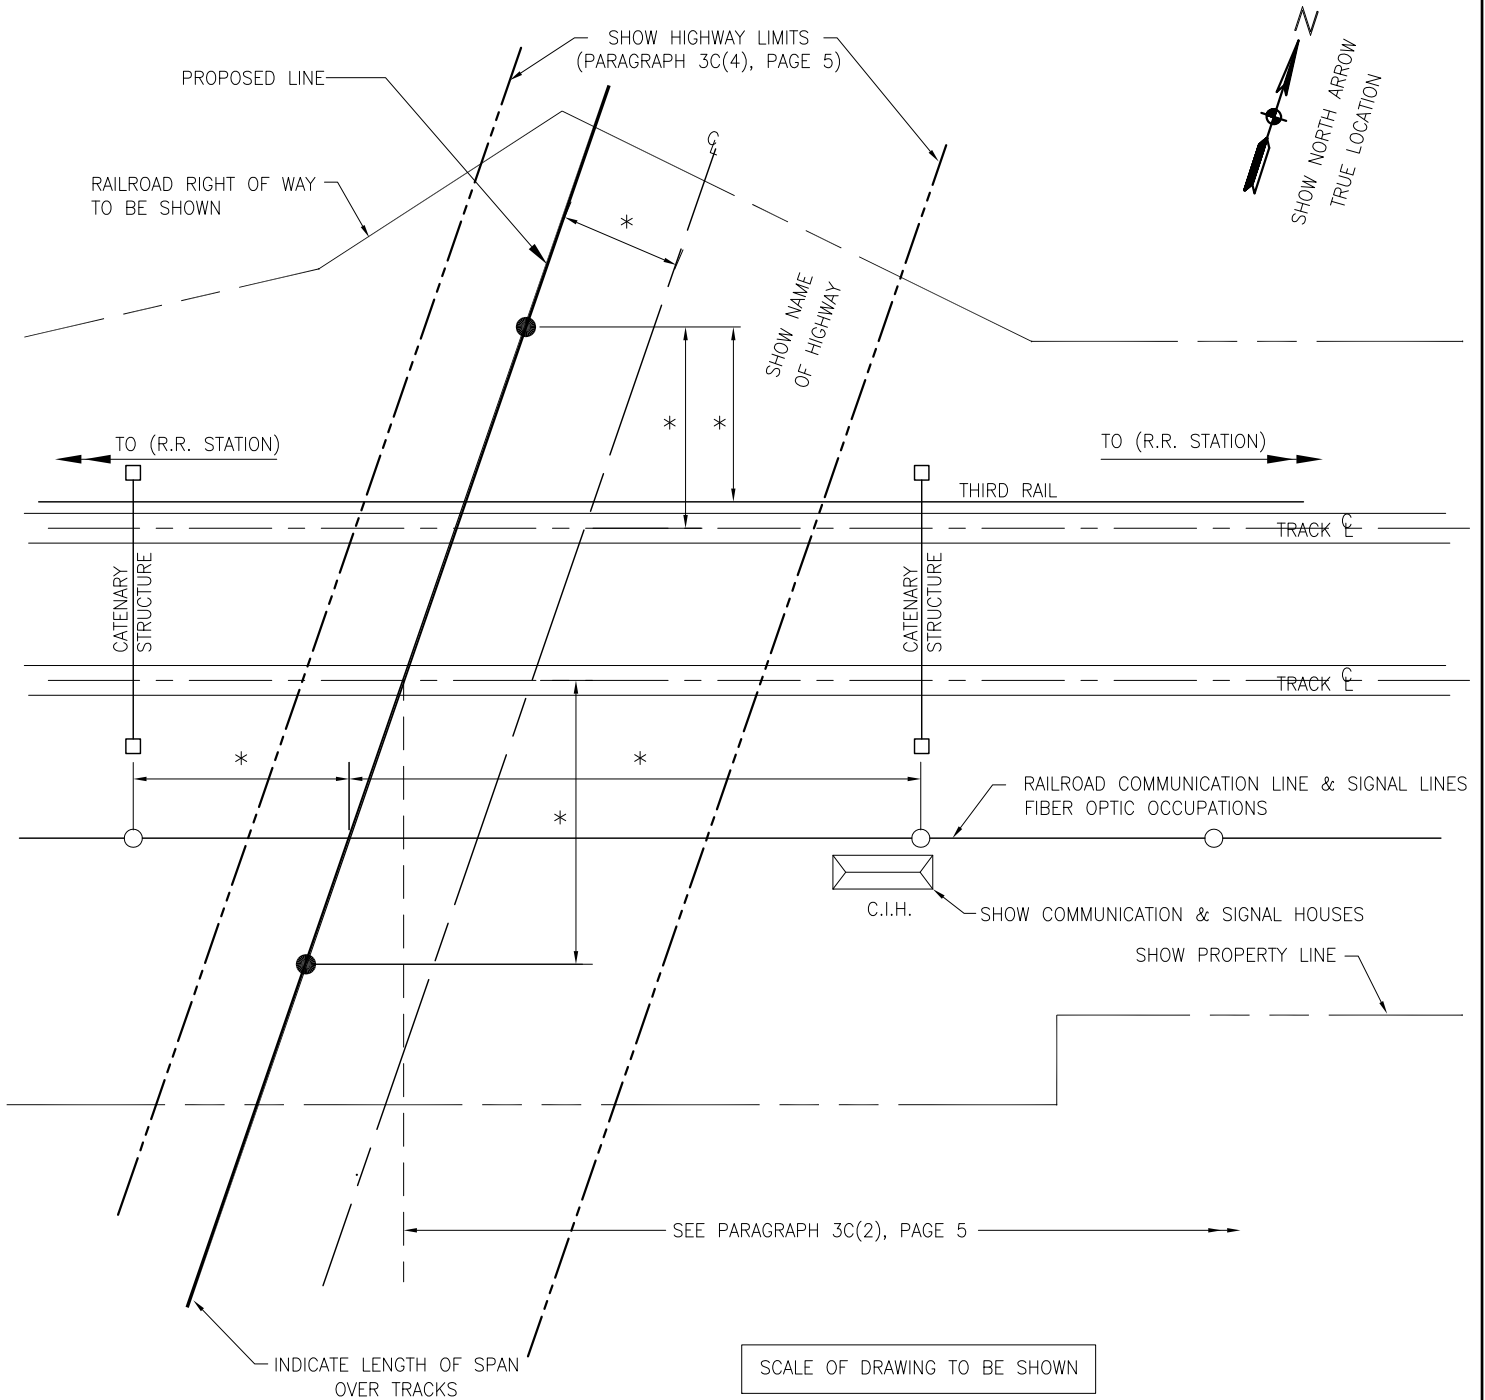 SHOW HIGHWAY LIMITS
(PARAGRAPH 3C(4), PAGE 5)
N
SHOW NORTH ARROW
TRUE LOCATION
PROPOSED LINE
℄
RAILROAD RIGHT OF WAY
TO BE SHOWN
*
SHOW NAME
OF HIGHWAY
*
*
TO (R.R. STATION)
TO (R.R. STATION)
THIRD RAIL
TRACK ℄
CATENARY
STRUCTURE
CATENARY
STRUCTURE
TRACK ℄
*
*
*
RAILROAD COMMUNICATION LINE & SIGNAL LINES
FIBER OPTIC OCCUPATIONS
C.I.H.
SHOW COMMUNICATION & SIGNAL HOUSES
SHOW PROPERTY LINE
SEE PARAGRAPH 3C(2), PAGE 5
INDICATE LENGTH OF SPAN
OVER TRACKS
SCALE OF DRAWING TO BE SHOWN